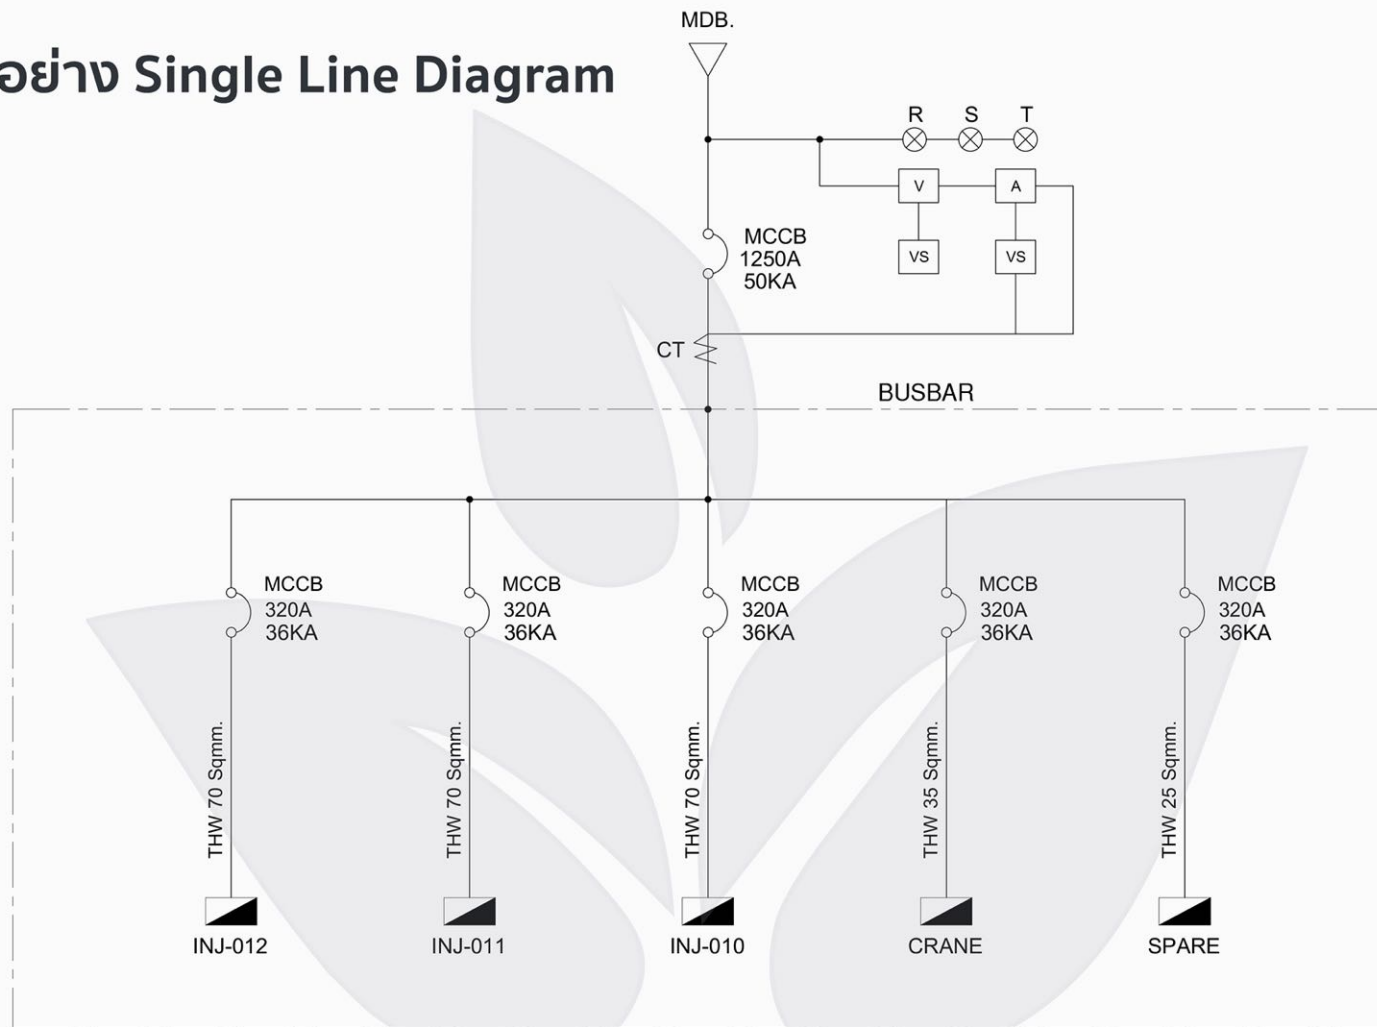 MDB.
อย่าง Single Line Diagram
R S T
V A
VS VS
MCCB
1250A
50KA
CT
BUSBAR
MCCB MCCB MCCB MCCB MCCB
320A 320A 320A 320A 320A
36KA 36KA 36KA 36KA 36KA
THW 70 Sqmm.
THW 70 Sqmm.
THW 70 Sqmm.
THW 35 Sqmm.
THW 25 Sqmm.
INJ-012 INJ-011 INJ-010 CRANE SPARE